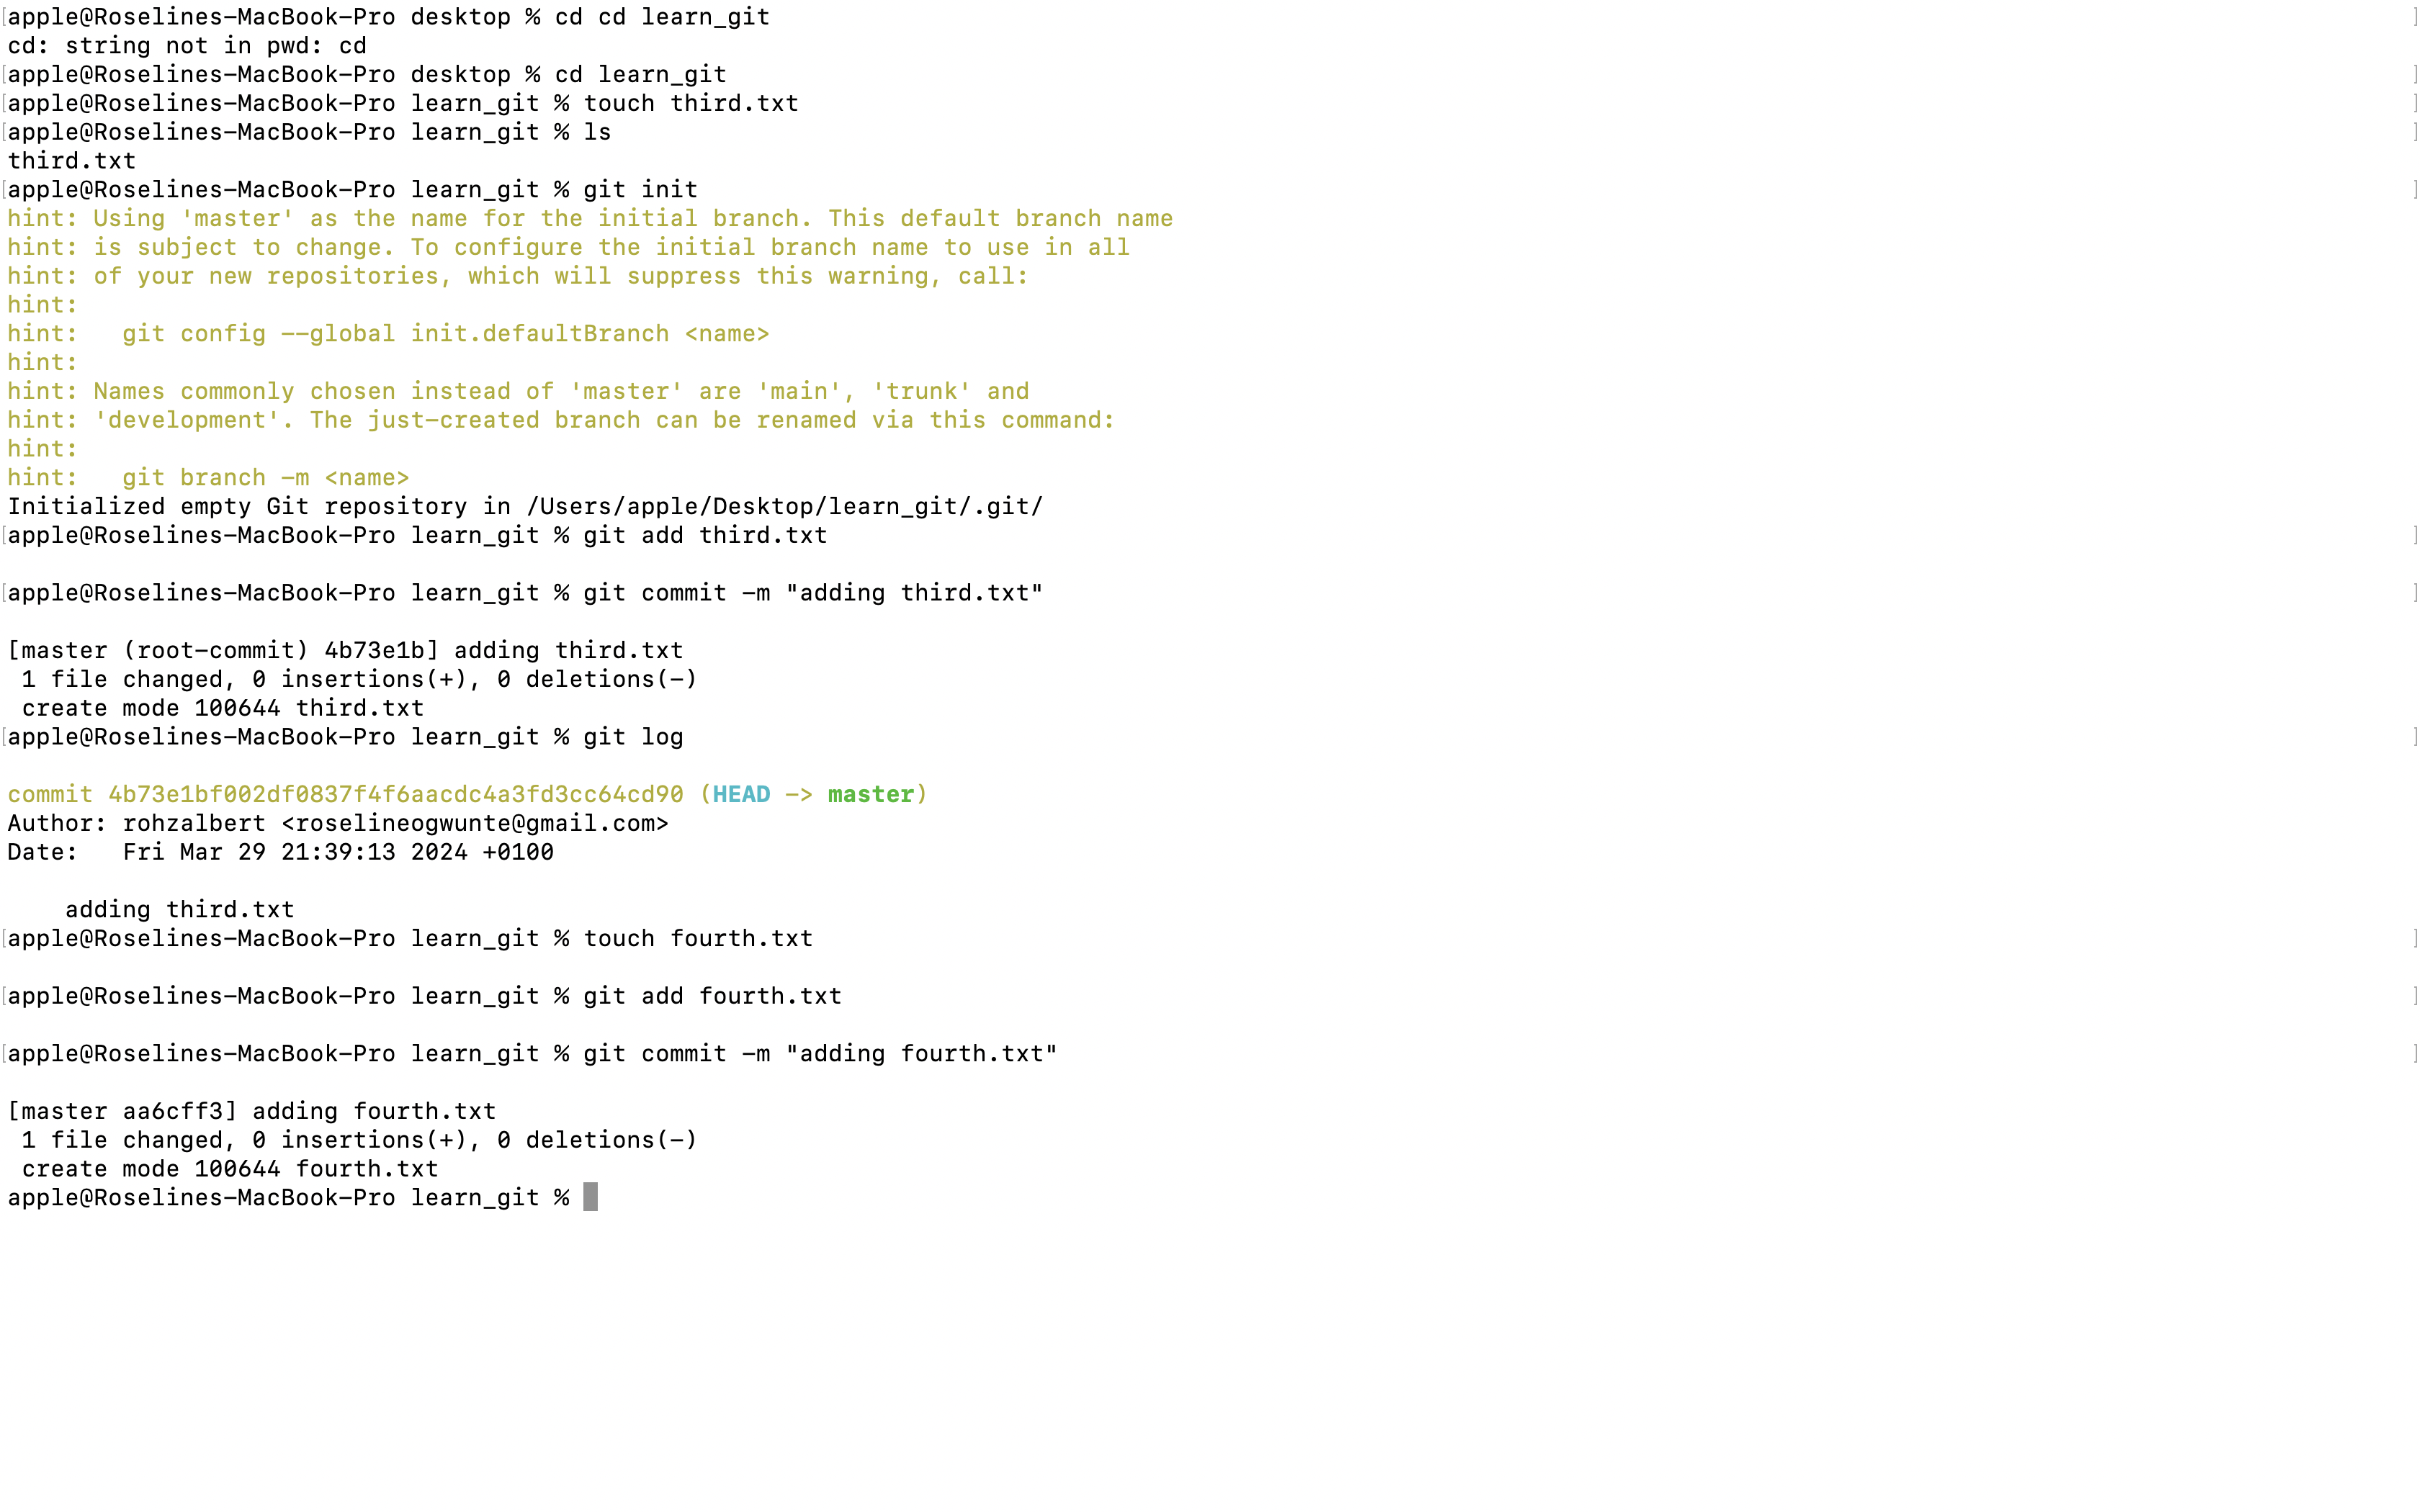 [apple@Roselines-MacBook-Pro desktop % cd cd learn_git ]
cd: string not in pwd: cd
[apple@Roselines-MacBook-Pro desktop % cd learn_git ]
[apple@Roselines-MacBook-Pro learn_git % touch third.txt ]
[apple@Roselines-MacBook-Pro learn_git % ls ]
third.txt
[apple@Roselines-MacBook-Pro learn_git % git init ]
hint: Using 'master' as the name for the initial branch. This default branch name
hint: is subject to change. To configure the initial branch name to use in all
hint: of your new repositories, which will suppress this warning, call:
hint:
hint:   git config --global init.defaultBranch <name>
hint:
hint: Names commonly chosen instead of 'master' are 'main', 'trunk' and
hint: 'development'. The just-created branch can be renamed via this command:
hint:
hint:   git branch -m <name>
Initialized empty Git repository in /Users/apple/Desktop/learn_git/.git/
[apple@Roselines-MacBook-Pro learn_git % git add third.txt ]
[apple@Roselines-MacBook-Pro learn_git % git commit -m "adding third.txt" ]
[master (root-commit) 4b73e1b] adding third.txt
 1 file changed, 0 insertions(+), 0 deletions(-)
 create mode 100644 third.txt
[apple@Roselines-MacBook-Pro learn_git % git log ]
commit 4b73e1bf002df0837f4f6aacdc4a3fd3cc64cd90 (HEAD -> master)
Author: rohzalbert <roselineogwunte@gmail.com>
Date:   Fri Mar 29 21:39:13 2024 +0100
    adding third.txt
[apple@Roselines-MacBook-Pro learn_git % touch fourth.txt ]
[apple@Roselines-MacBook-Pro learn_git % git add fourth.txt ]
[apple@Roselines-MacBook-Pro learn_git % git commit -m "adding fourth.txt" ]
[master aa6cff3] adding fourth.txt
 1 file changed, 0 insertions(+), 0 deletions(-)
 create mode 100644 fourth.txt
apple@Roselines-MacBook-Pro learn_git %